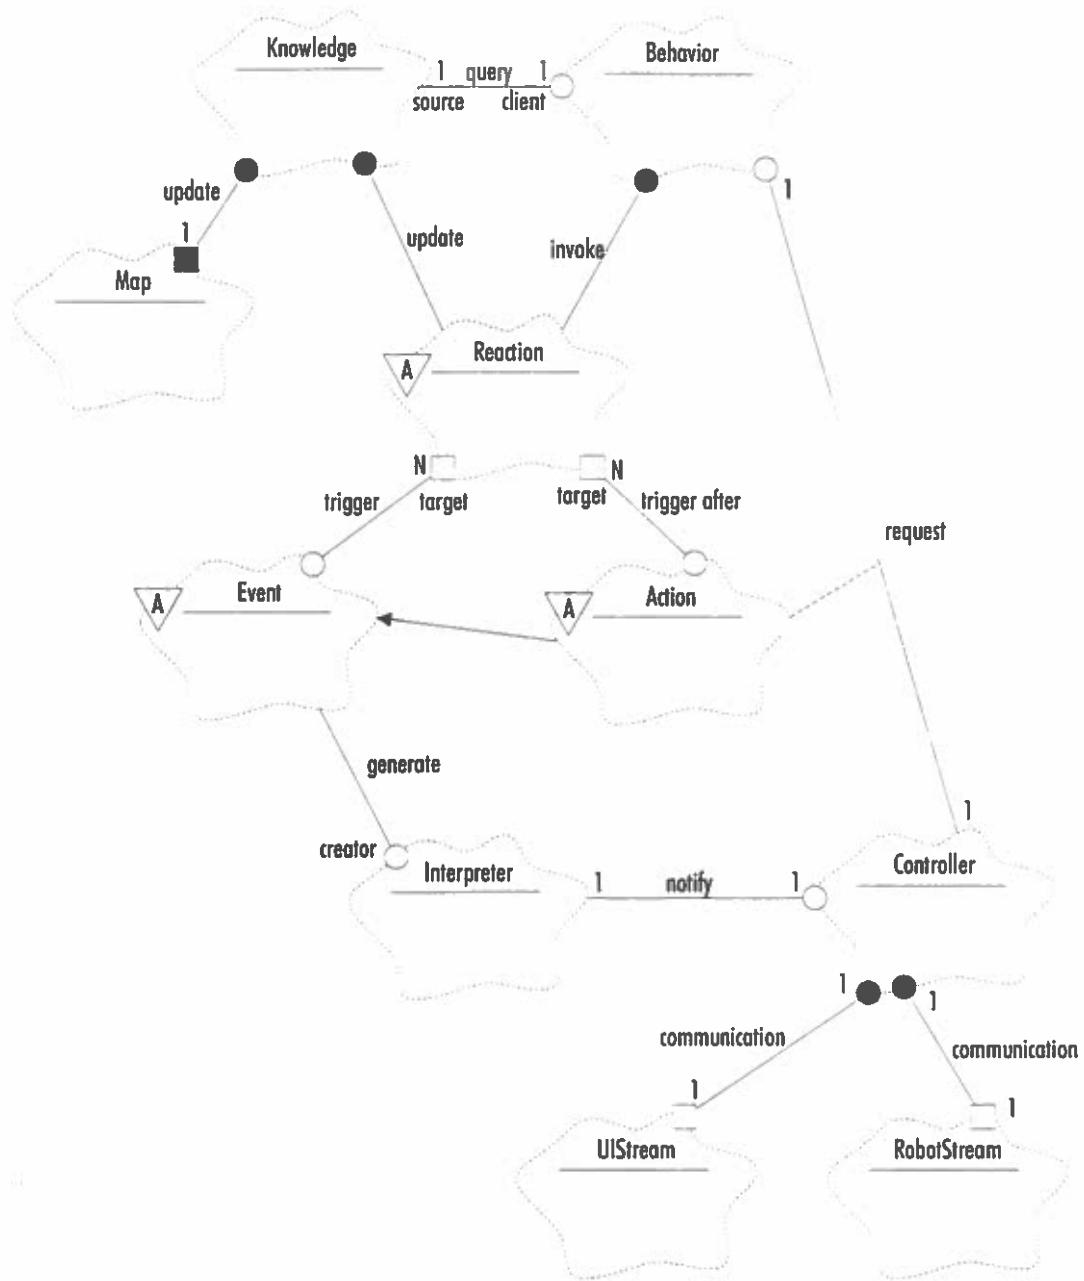 Knowledge
Behavior
1 query 1
source client
update
1
1
update
invoke
Map
Reaction
A
N
N
trigger
target
target
trigger after
request
Event
A
Action
A
generate
1
creator
Interpreter
Controller
1 notify 1
1
1
communication
communication
1
1
UIStream
RobotStream